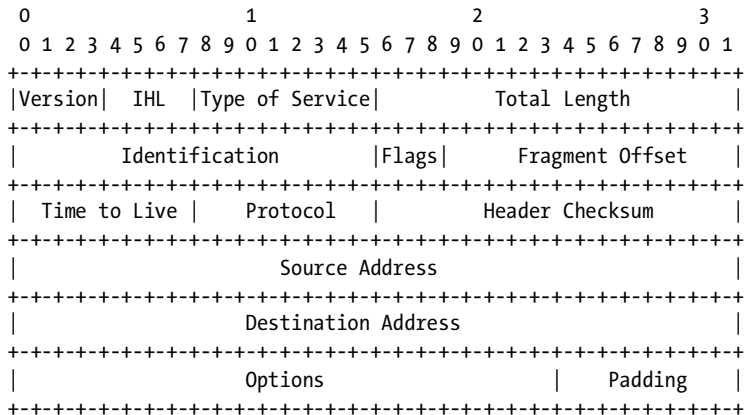 0                   1                   2                   3
 0 1 2 3 4 5 6 7 8 9 0 1 2 3 4 5 6 7 8 9 0 1 2 3 4 5 6 7 8 9 0 1
+-+-+-+-+-+-+-+-+-+-+-+-+-+-+-+-+-+-+-+-+-+-+-+-+-+-+-+-+-+-+-+-+
|Version|  IHL  |Type of Service|          Total Length         |
+-+-+-+-+-+-+-+-+-+-+-+-+-+-+-+-+-+-+-+-+-+-+-+-+-+-+-+-+-+-+-+-+
|         Identification        |Flags|      Fragment Offset    |
+-+-+-+-+-+-+-+-+-+-+-+-+-+-+-+-+-+-+-+-+-+-+-+-+-+-+-+-+-+-+-+-+
|  Time to Live |    Protocol   |         Header Checksum       |
+-+-+-+-+-+-+-+-+-+-+-+-+-+-+-+-+-+-+-+-+-+-+-+-+-+-+-+-+-+-+-+-+
|                       Source Address                          |
+-+-+-+-+-+-+-+-+-+-+-+-+-+-+-+-+-+-+-+-+-+-+-+-+-+-+-+-+-+-+-+-+
|                    Destination Address                        |
+-+-+-+-+-+-+-+-+-+-+-+-+-+-+-+-+-+-+-+-+-+-+-+-+-+-+-+-+-+-+-+-+
|                    Options                    |    Padding    |
+-+-+-+-+-+-+-+-+-+-+-+-+-+-+-+-+-+-+-+-+-+-+-+-+-+-+-+-+-+-+-+-+